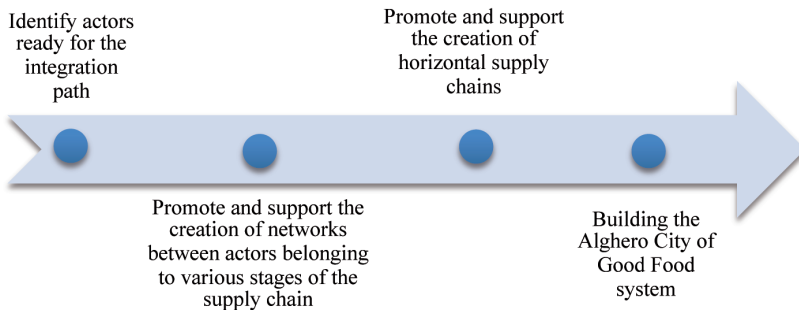 Identify actors
ready for the
integration
path
Promote and support the
creation of networks
between actors belonging
to various stages of the
supply chain
Promote and support
the creation of
horizontal supply
chains
Building the
Alghero City of
Good Food
system